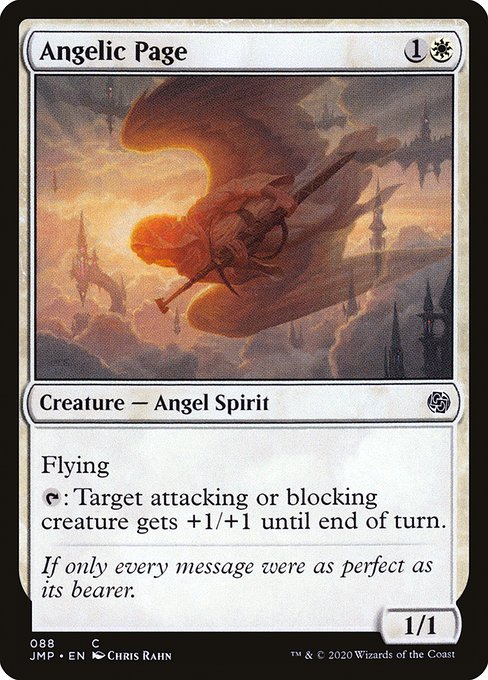 Angelic Page 1
Creature — Angel Spirit
Flying
: Target attacking or blocking
creature gets +1/+1 until end of turn.
If only every message were as perfect as
its bearer.
1/1
088 C
JMP • EN Chris Rahn
™ & © 2020 Wizards of the Coast